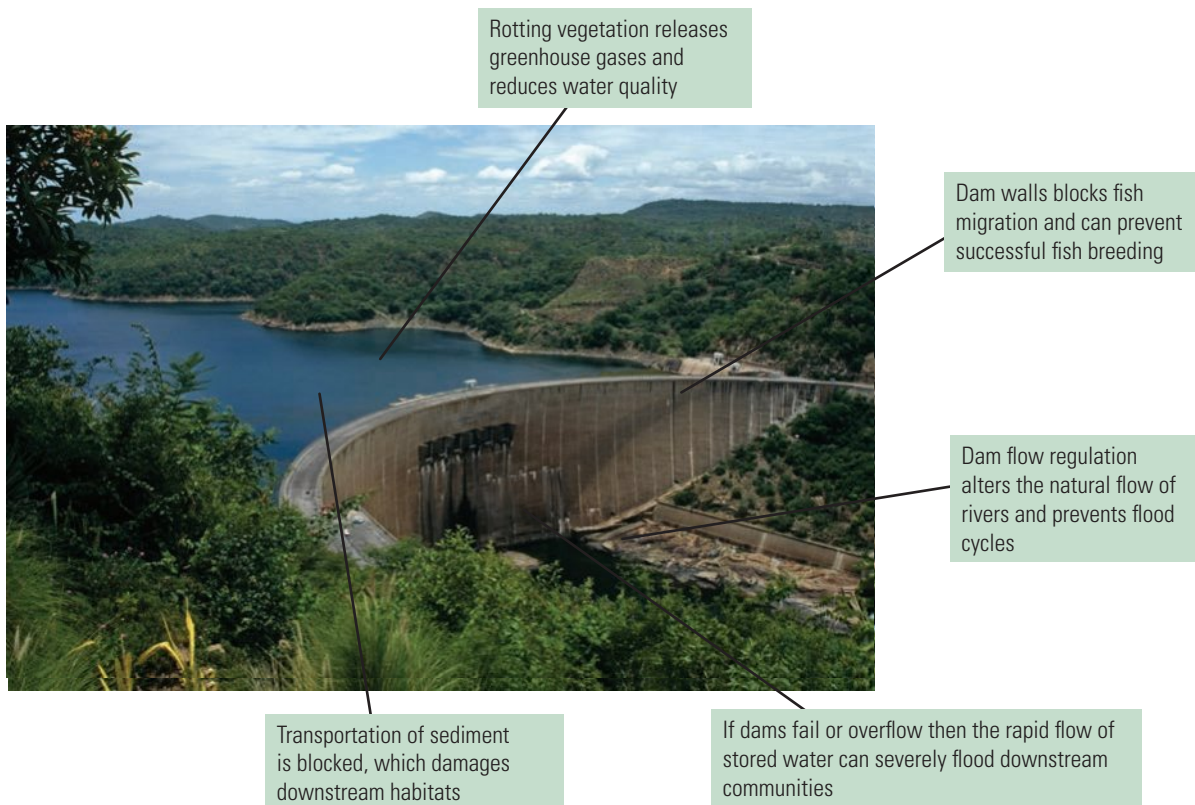 Rotting vegetation releases
greenhouse gases and
reduces water quality
Dam walls blocks fish
migration and can prevent
successful fish breeding
Dam flow regulation
alters the natural flow of
rivers and prevents flood
cycles
Transportation of sediment
is blocked, which damages
downstream habitats
If dams fail or overflow then the rapid flow of
stored water can severely flood downstream
communities